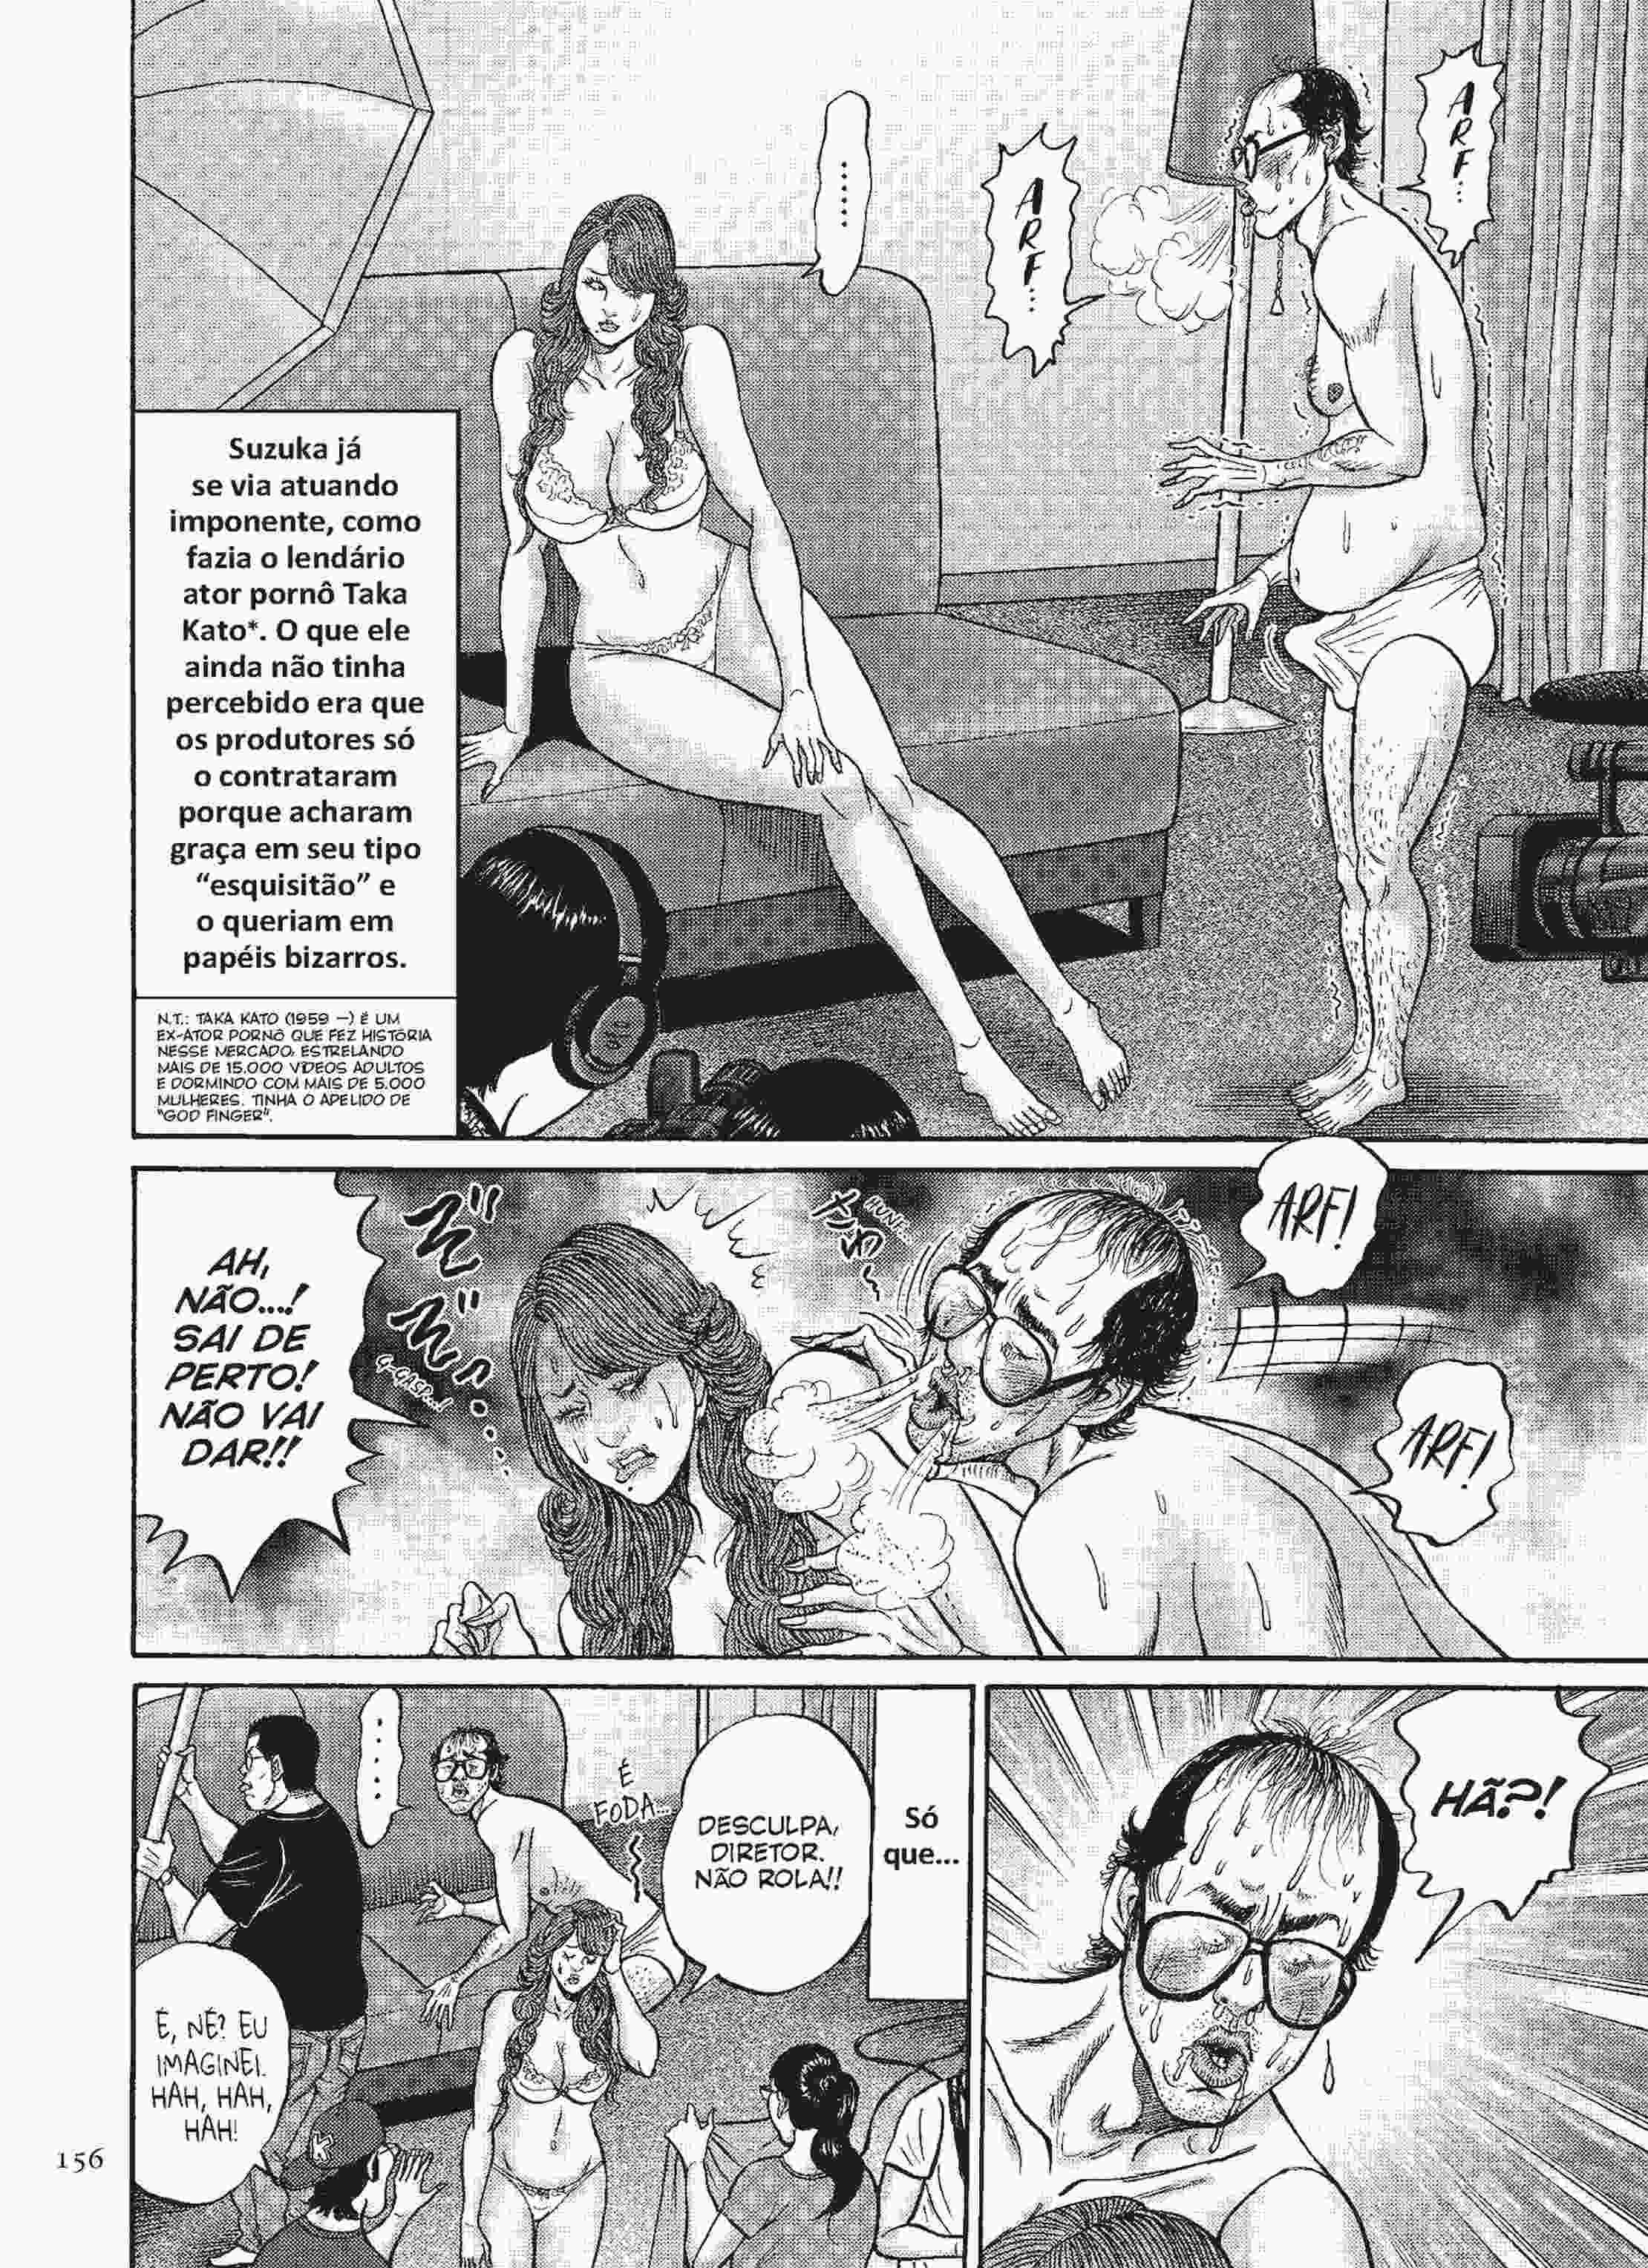 ARF...
ARF...
......
Suzuka já
se via atuando
imponente, como
fazia o lendário
ator pornô Taka
Kato*. O que ele
ainda não tinha
percebido era que
os produtores só
o contrataram
porque acharam
graça em seu tipo
“esquisitão” e
o queriam em
papéis bizarros.
N.T.: TAKA KATO (1959 –) É UM
EX-ATOR PORNÔ QUE FEZ HISTÓRIA
NESSE MERCADO, ESTRELANDO
MAIS DE 15.000 VÍDEOS ADULTOS
E DORMINDO COM MAIS DE 5.000
MULHERES. TINHA O APELIDO DE
"GOD FINGER".
AH,
NÃO...!
SAI DE
PERTO!
NÃO VAI
DAR!!
G-GASP...!
ARF!
ARF!
.....
É
FODA...
DESCULPA,
DIRETOR.
NÃO ROLA!!
Só
que...
HÃ?!
É, NÉ? EU
IMAGINEI.
HAH, HAH,
HAH!
K
156